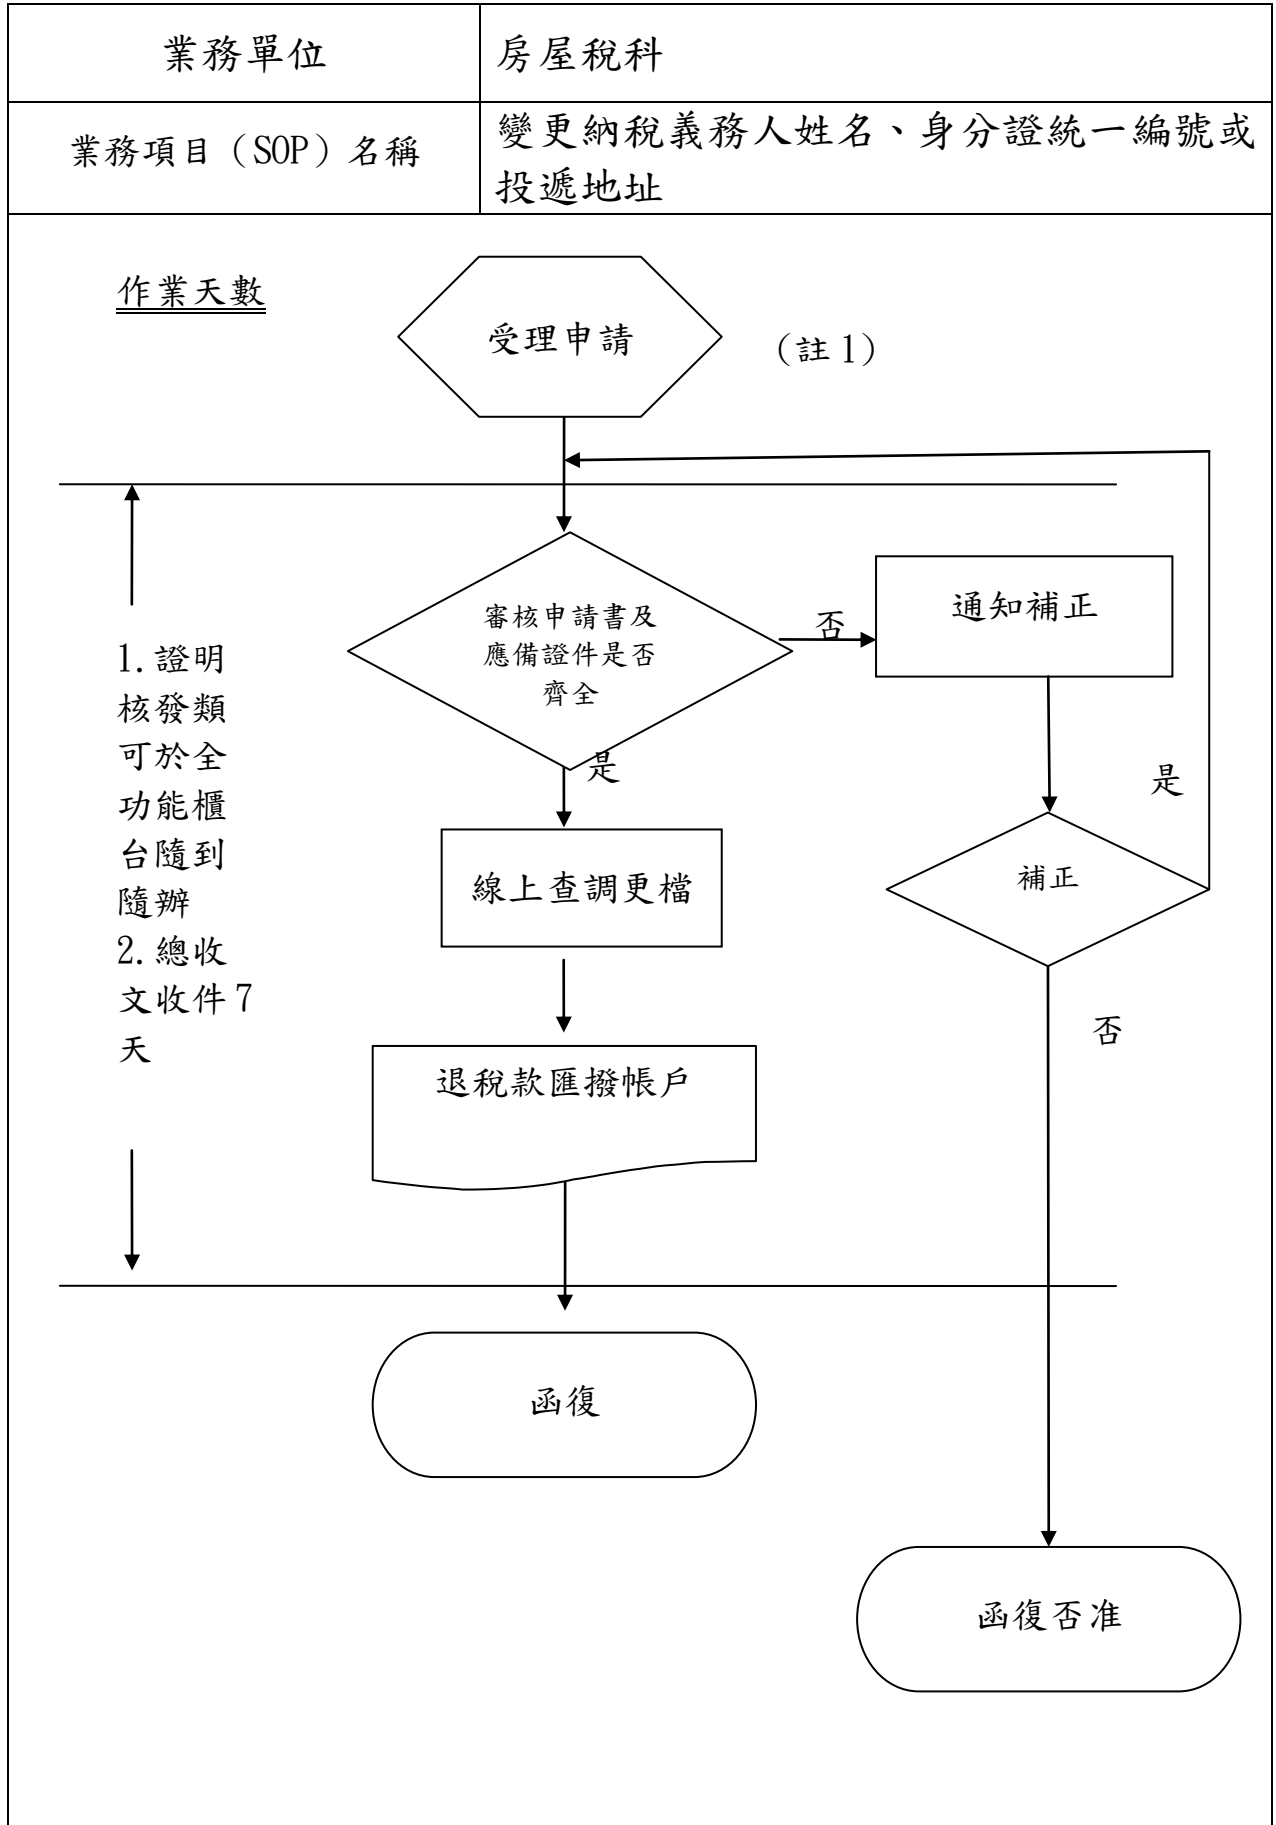 業務單位
房屋稅科
業務項目（SOP）名稱
變更納稅義務人姓名、身分證統一編號或
投遞地址
作業天數
受理申請
（註1）
審核申請書及
應備證件是否
齊全
否
通知補正
1.證明
核發類
可於全
功能櫃
台隨到
隨辦
2.總收
文收件7
天
是
是
線上查調更檔
補正
否
退稅款匯撥帳戶
函復
函復否准